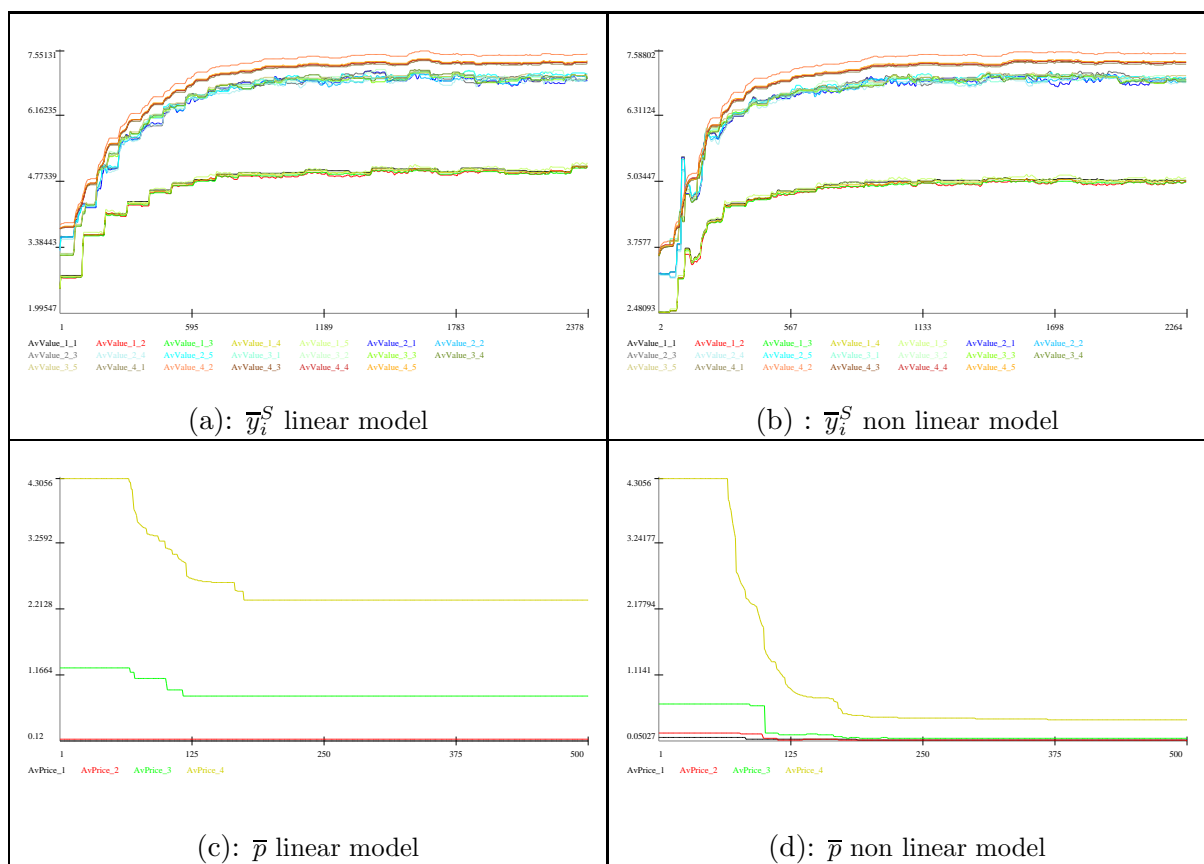 7.55131
6.16235
4.77339
3.38443
1.99547
1 595 1189 1783 2378
AvValue_1_1 AvValue_1_2 AvValue_1_3 AvValue_1_4 AvValue_1_5 AvValue_2_1 AvValue_2_2
AvValue_2_3 AvValue_2_4 AvValue_2_5 AvValue_3_1 AvValue_3_2 AvValue_3_3 AvValue_3_4
AvValue_3_5 AvValue_4_1 AvValue_4_2 AvValue_4_3 AvValue_4_4 AvValue_4_5
(a): y̅_i^S linear model
7.58802
6.31124
5.03447
3.7577
2.48093
2 567 1133 1698 2264
AvValue_1_1 AvValue_1_2 AvValue_1_3 AvValue_1_4 AvValue_1_5 AvValue_2_1 AvValue_2_2
AvValue_2_3 AvValue_2_4 AvValue_2_5 AvValue_3_1 AvValue_3_2 AvValue_3_3 AvValue_3_4
AvValue_3_5 AvValue_4_1 AvValue_4_2 AvValue_4_3 AvValue_4_4 AvValue_4_5
(b) : y̅_i^S non linear model
4.3056
3.2592
2.2128
1.1664
0.12
1 125 250 375 500
AvPrice_1 AvPrice_2 AvPrice_3 AvPrice_4
(c): p̅ linear model
4.3056
3.24177
2.17794
1.1141
0.05027
1 125 250 375 500
AvPrice_1 AvPrice_2 AvPrice_3 AvPrice_4
(d): p̅ non linear model